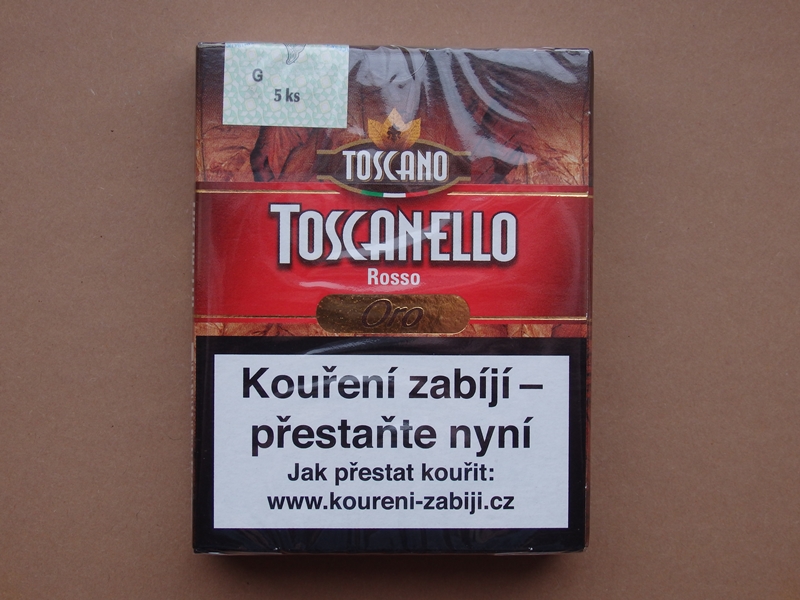 G
5 ks
TOSCANO
TOSCANELLO
Rosso
Oro
Kouření zabíjí –
přestaňte nyní
Jak přestat kouřit:
www.koureni-zabiji.cz